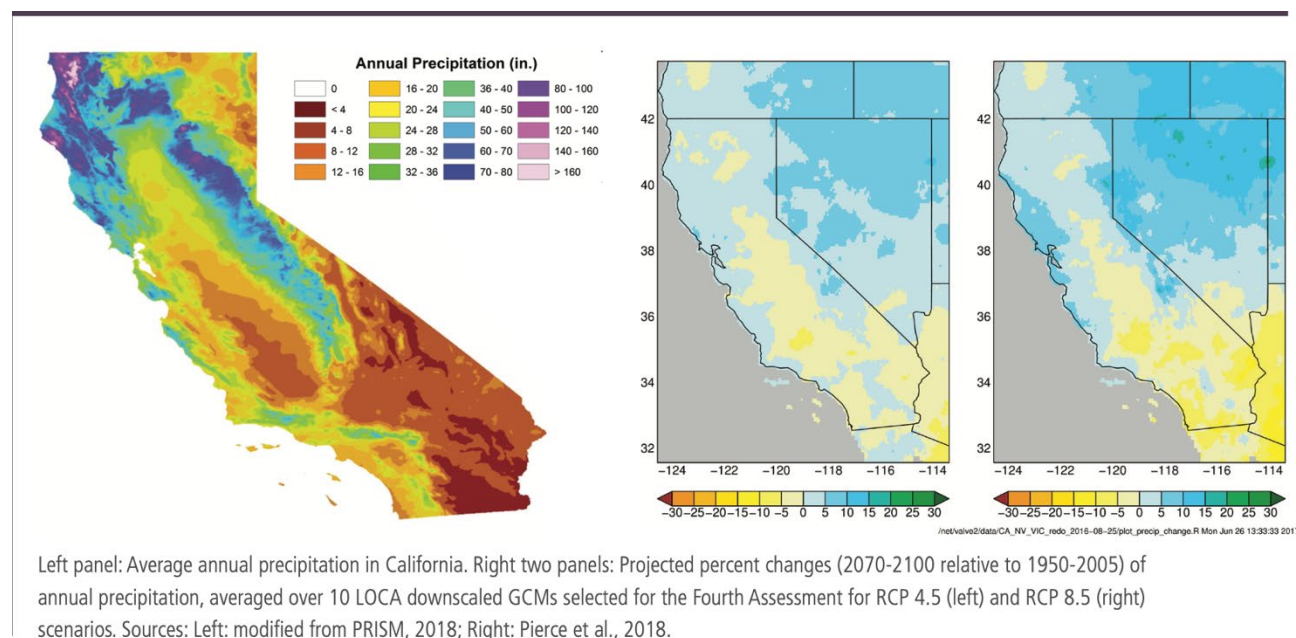 Annual Precipitation (in.)
0 16 - 20 36 - 40 80 - 100
< 4 20 - 24 40 - 50 100 - 120
4 - 8 24 - 28 50 - 60 120 - 140
8 - 12 28 - 32 60 - 70 140 - 160
12 - 16 32 - 36 70 - 80 > 160
42
40
38
36
34
32
−124 −122 −120 −118 −116 −114
−30−25−20−15−10−5 0 5 10 15 20 25 30
42
40
38
36
34
32
−124 −122 −120 −118 −116 −114
−30−25−20−15−10−5 0 5 10 15 20 25 30
/net/valve2/data/CA_NV_VIC_redo_2016−08−25/plot_precip_change.R Mon Jun 26 13:33:33 201
Left panel: Average annual precipitation in California. Right two panels: Projected percent changes (2070-2100 relative to 1950-2005) of
annual precipitation, averaged over 10 LOCA downscaled GCMs selected for the Fourth Assessment for RCP 4.5 (left) and RCP 8.5 (right)
scenarios. Sources: Left: modified from PRISM, 2018; Right: Pierce et al., 2018.